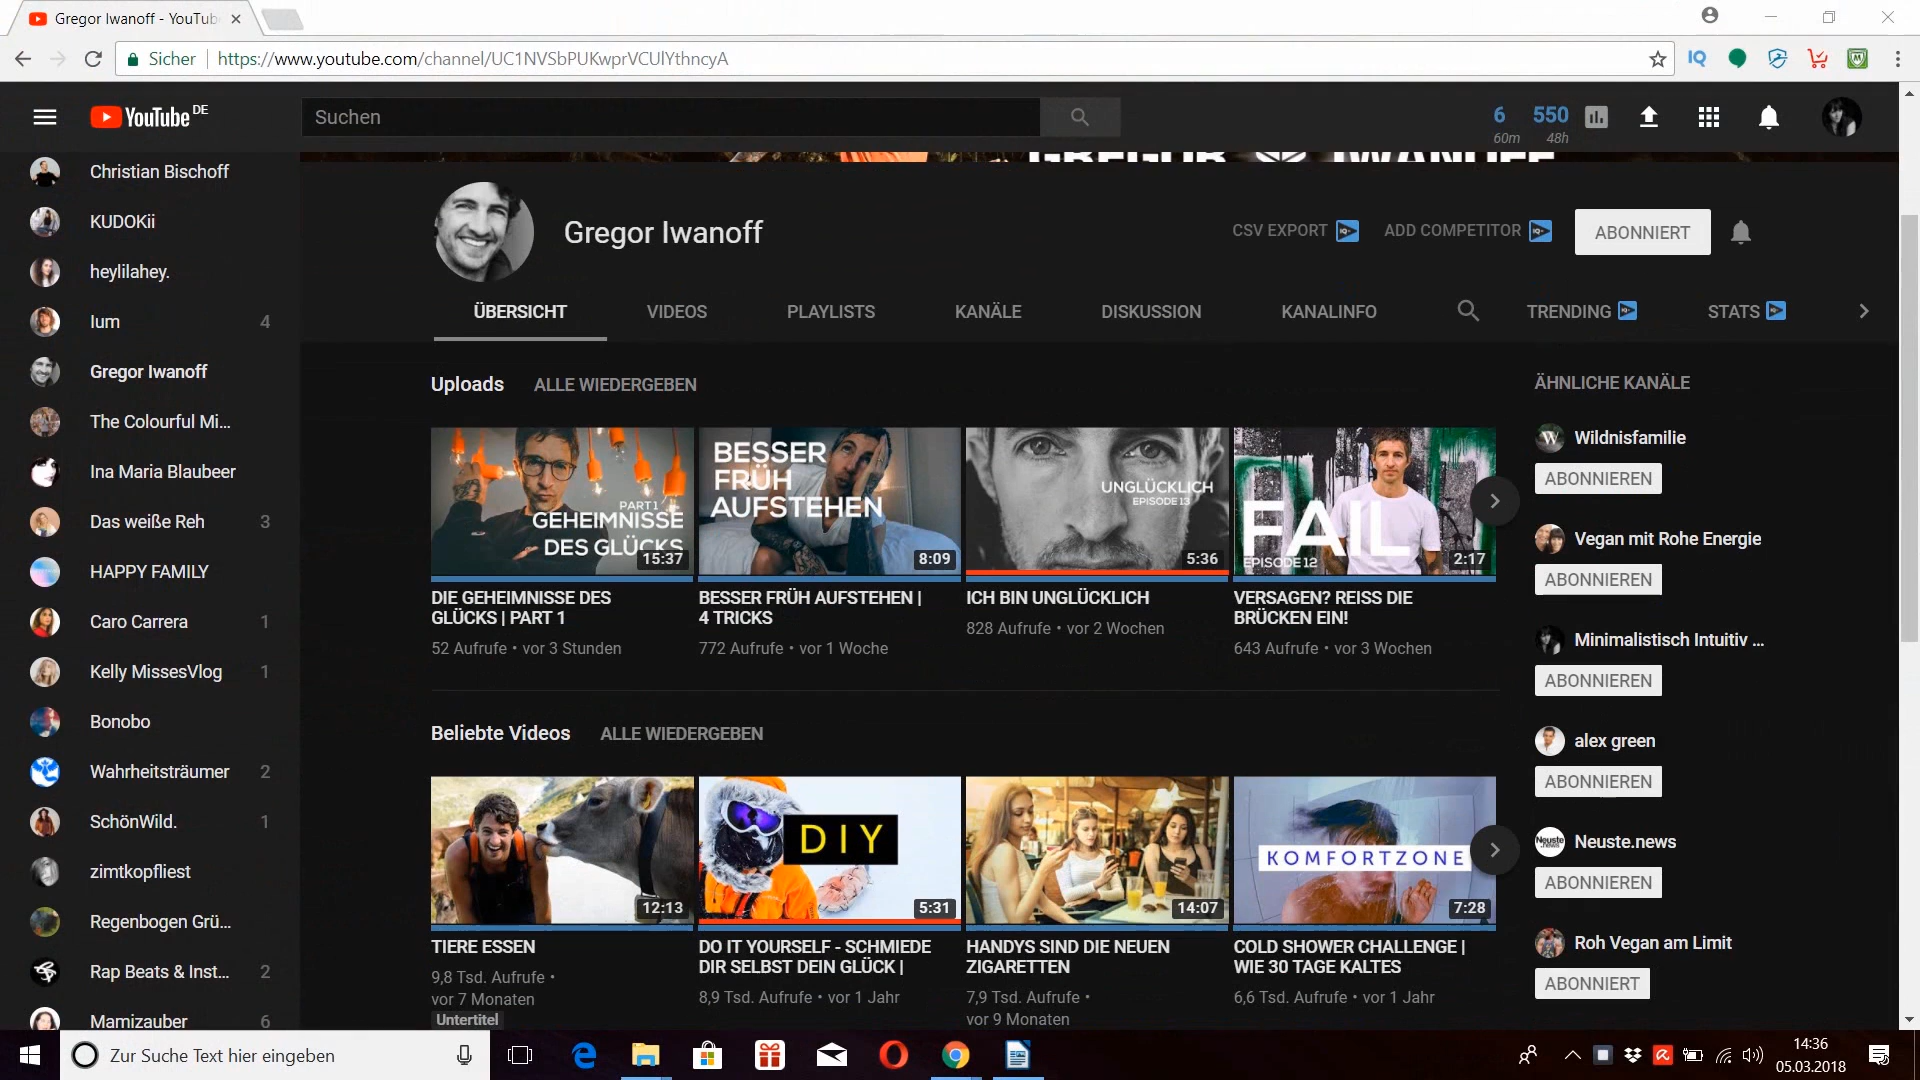 Gregor Iwanoff - YouTub
Sicher
https://www.youtube.com/channel/UC1NVSbPUKwprVCUlYthncyA
YouTube DE
Suchen
6
60m
550
48h
Christian Bischoff
KUDOKii
heylilahey.
Ium 4
Gregor Iwanoff
The Colourful Mi...
Ina Maria Blaubeer
Das weiße Reh 3
HAPPY FAMILY
Caro Carrera 1
Kelly MissesVlog 1
Bonobo
Wahrheitsträumer 2
SchönWild. 1
zimtkopfliest
Regenbogen Grü...
Rap Beats & Inst... 2
Mamizauber 6
GREGOR IWANOFF
Gregor Iwanoff
CSV EXPORT
ADD COMPETITOR
ABONNIERT
ÜBERSICHT
VIDEOS
PLAYLISTS
KANÄLE
DISKUSSION
KANALINFO
TRENDING
STATS
Uploads
ALLE WIEDERGEBEN
PART 1
GEHEIMNISSE
DES GLÜCKS
15:37
DIE GEHEIMNISSE DES
GLÜCKS | PART 1
52 Aufrufe • vor 3 Stunden
BESSER
FRÜH
AUFSTEHEN
8:09
BESSER FRÜH AUFSTEHEN |
4 TRICKS
772 Aufrufe • vor 1 Woche
UNGLÜCKLICH
EPISODE 13
5:36
ICH BIN UNGLÜCKLICH
828 Aufrufe • vor 2 Wochen
FAIL
EPISODE 12
2:17
VERSAGEN? REISS DIE
BRÜCKEN EIN!
643 Aufrufe • vor 3 Wochen
Beliebte Videos
ALLE WIEDERGEBEN
12:13
TIERE ESSEN
9,8 Tsd. Aufrufe •
vor 7 Monaten
Untertitel
DIY
5:31
DO IT YOURSELF - SCHMIEDE
DIR SELBST DEIN GLÜCK |
8,9 Tsd. Aufrufe • vor 1 Jahr
14:07
HANDYS SIND DIE NEUEN
ZIGARETTEN
7,9 Tsd. Aufrufe •
vor 9 Monaten
KOMFORTZONE
7:28
COLD SHOWER CHALLENGE |
WIE 30 TAGE KALTES
6,6 Tsd. Aufrufe • vor 1 Jahr
ÄHNLICHE KANÄLE
Wildnisfamilie
ABONNIEREN
Vegan mit Rohe Energie
ABONNIEREN
Minimalistisch Intuitiv ...
ABONNIEREN
alex green
ABONNIEREN
Neuste.news
ABONNIEREN
Roh Vegan am Limit
ABONNIERT
Zur Suche Text hier eingeben
14:36
05.03.2018